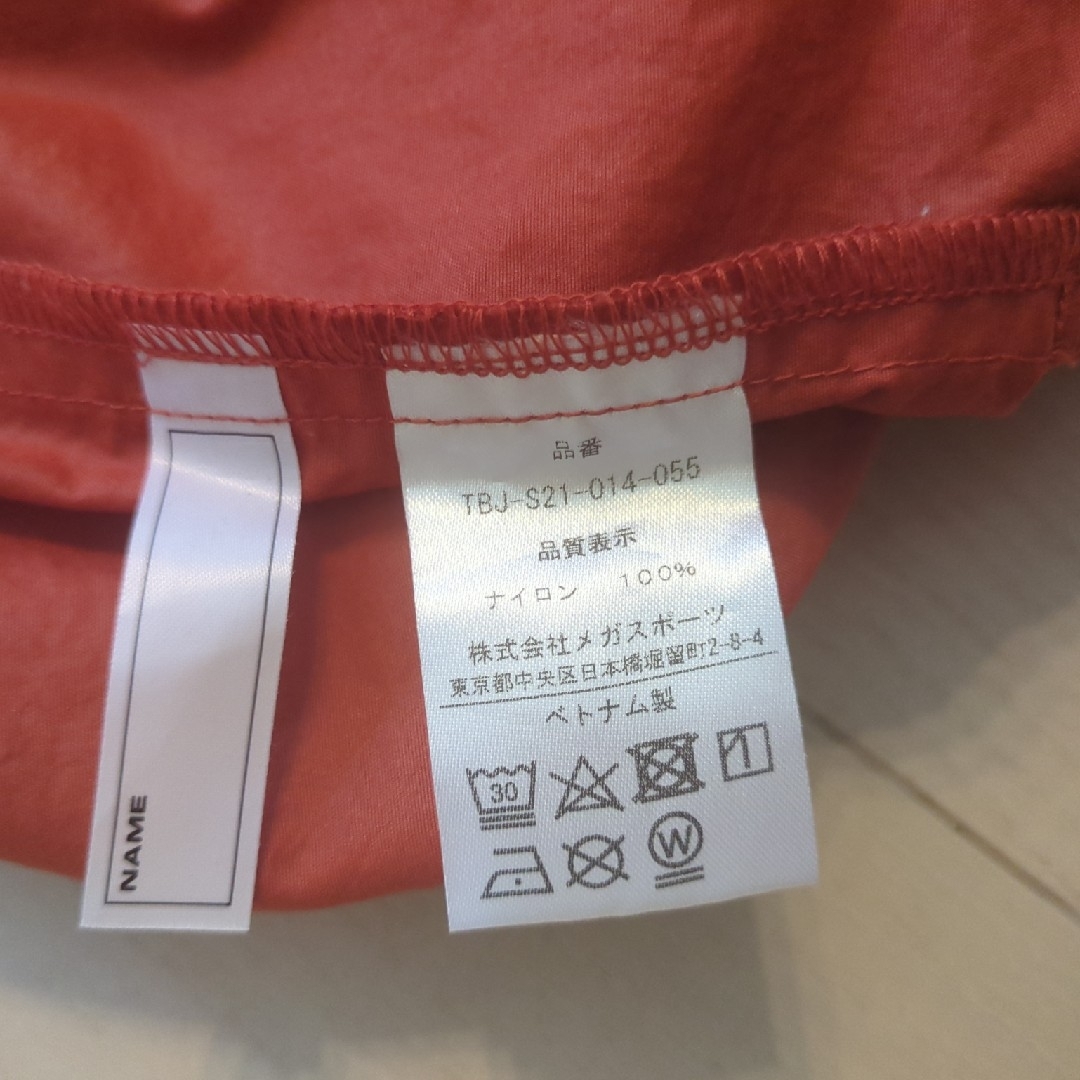 NAME
品番
TBJ-S21-014-055
品質表示
ナイロン 100%
株式会社メガスポーツ
東京都中央区日本橋堀留町2-8-4
ベトナム製
30
W